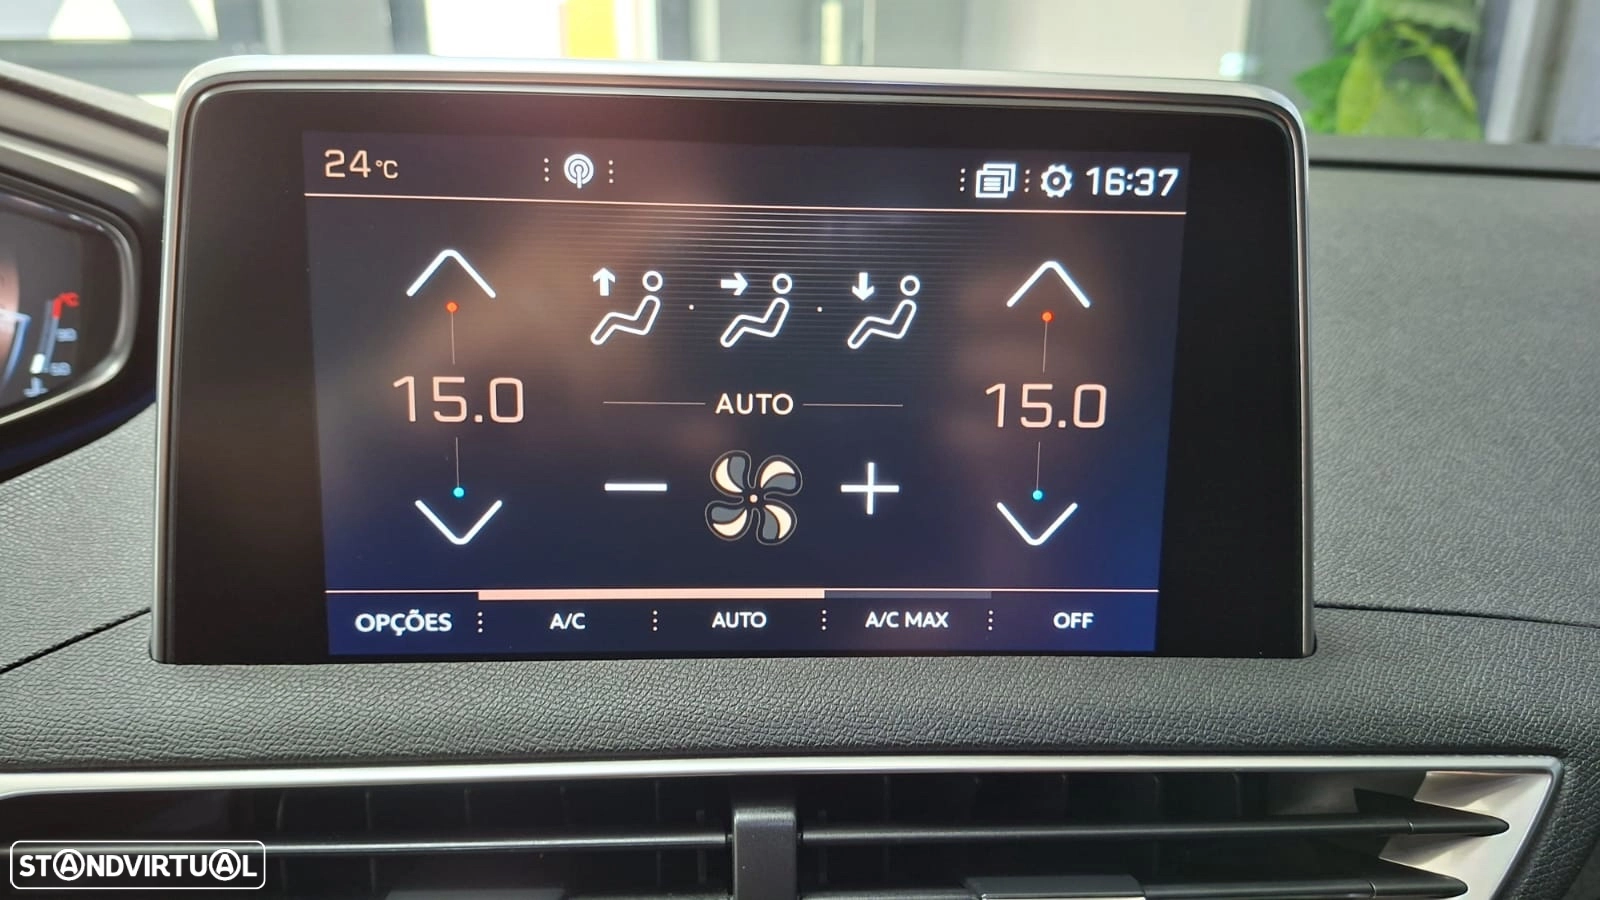 24°C
16:37
15.0
AUTO
15.0
OPÇÕES
A/C
AUTO
A/C MAX
OFF
STANDVIRTUAL